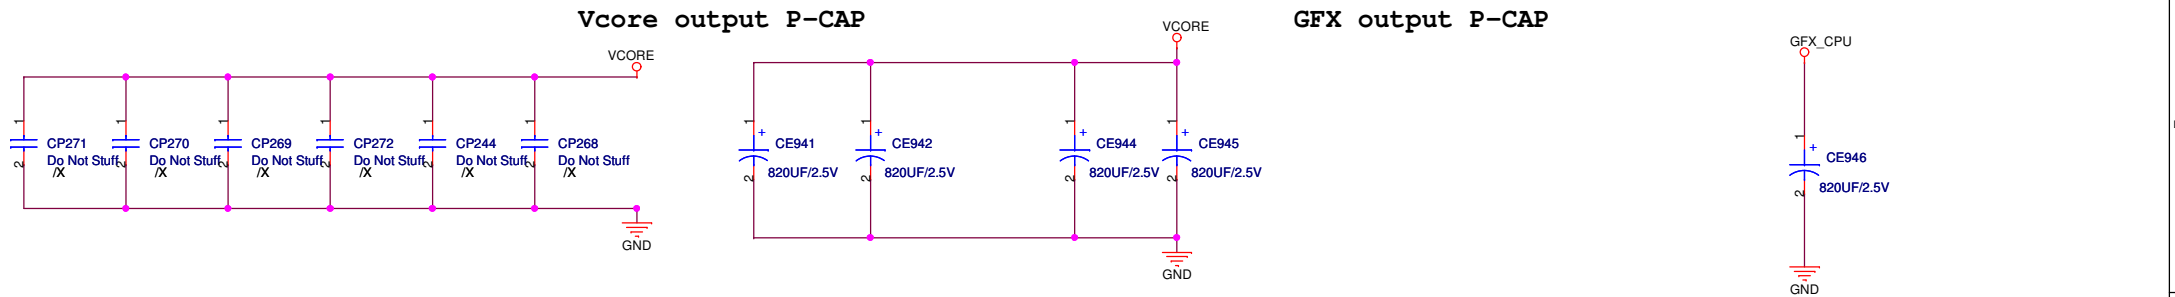 Vcore output P-CAP
GFX output P-CAP
VCORE
1
2
CP271
Do Not Stuff
/X
1
2
CP270
Do Not Stuff
/X
1
2
CP269
Do Not Stuff
/X
1
2
CP272
Do Not Stuff
/X
1
2
CP244
Do Not Stuff
/X
1
2
CP268
Do Not Stuff
/X
GND
VCORE
1
+
2
CE941
820UF/2.5V
1
+
2
CE942
820UF/2.5V
1
+
2
CE944
820UF/2.5V
1
+
2
CE945
820UF/2.5V
GND
GFX_CPU
1
+
2
CE946
820UF/2.5V
GND